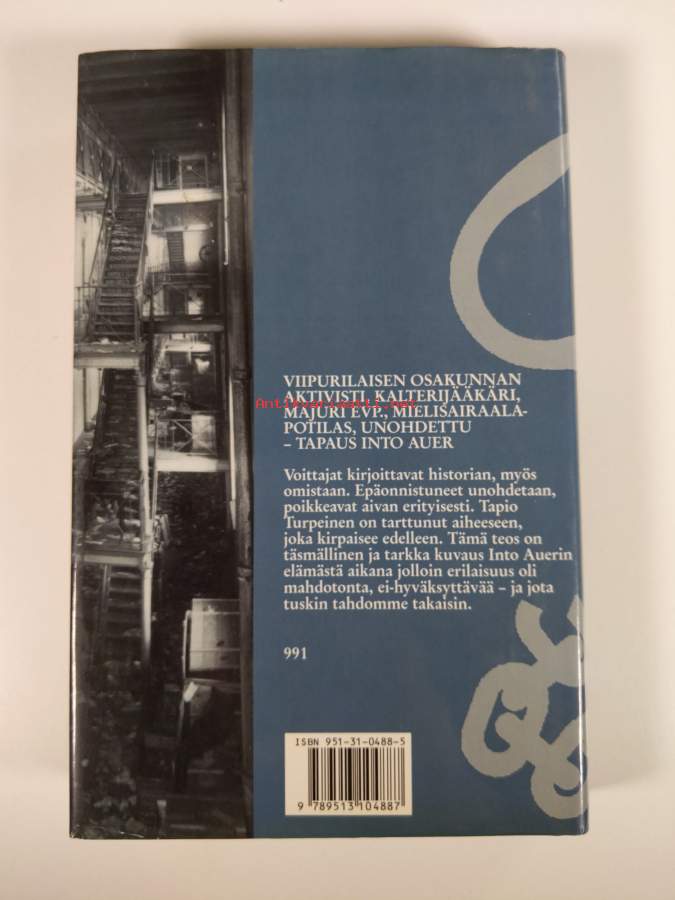 VIIPURILAISEN OSAKUNNAN
AKTIVISTI, KALTERIJÄÄKÄRI,
MAJURI EVP., MIELISAIRAALA-
POTILAS, UNOHDETTU
– TAPAUS INTO AUER
Voittajat kirjoittavat historian, myös
omistaan. Epäonnistuneet unohdetaan,
poikkeavat aivan erityisesti. Tapio
Turpeinen on tarttunut aiheeseen,
joka kirpaisee edelleen. Tämä teos on
täsmällinen ja tarkka kuvaus Into Auerin
elämästä aikana jolloin erilaisuus oli
mahdotonta, ei-hyväksyttävää – ja jota
tuskin tahdomme takaisin.
991
ISBN 951-31-0488-5
9 789513 104887